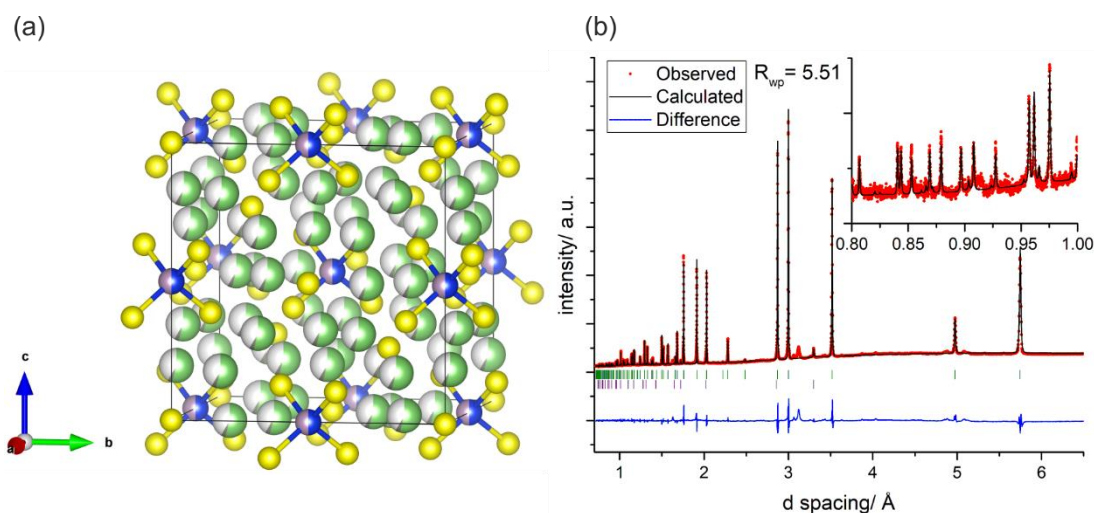 (a)
(b)
c
a
b
Observed
Calculated
Difference
R_wp = 5.51
0.80 0.85 0.90 0.95 1.00
intensity/ a.u.
1 2 3 4 5 6
d spacing/ Å